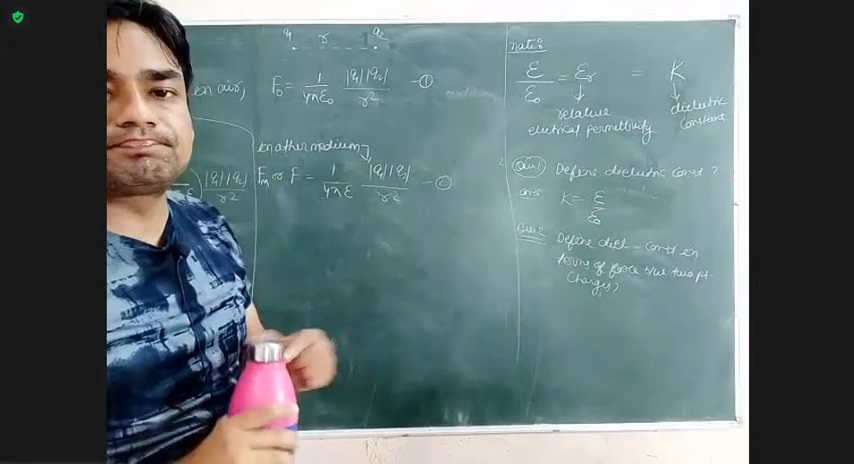 q₁ r q₂
in air, F₀ = 1/4πε₀ |q₁||q₂|/r² — ①
in other medium
Fm or F = 1/4πε |q₁||q₂|/r² — ②
|q₁||q₂|/r²
Note:
ε/ε₀ = εr = K
relative electrical permittivity
dielectric constant
Que 1 Define dielectric const ?
ans: K = ε/ε₀
Que 2 Define diel – const in
terms of force b/w two pt.
Charges?